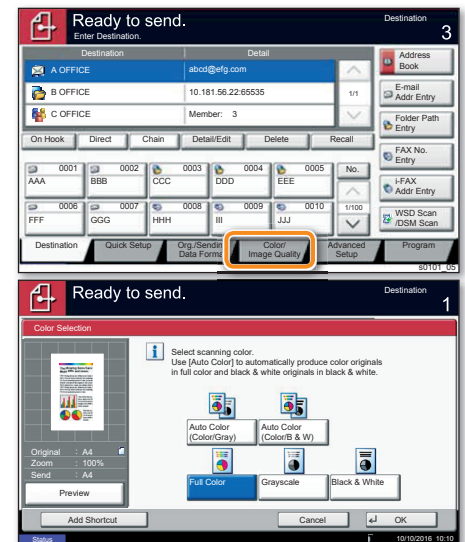 Ready to send.
Destination
Enter Destination.
3
Destination Detail
A OFFICE abcd@efg.com
B OFFICE 10.181.56.22:65535
C OFFICE Member: 3
1/1
Address
Book
E-mail
Addr Entry
Folder Path
Entry
FAX No.
Entry
i-FAX
Addr Entry
WSD Scan
/DSM Scan
On Hook Direct Chain Detail/Edit Delete Recall
0001 0002 0003 0004 0005 No.
AAA BBB CCC DDD EEE
0006 0007 0008 0009 0010 1/100
FFF GGG HHH III JJJ
Destination Quick Setup Org./Sending
Data Format Color/
Image Quality Advanced
Setup Program
s0101_05
Ready to send.
Destination
1
Color Selection
Select scanning color.
Use [Auto Color] to automatically produce color originals
in full color and black & white originals in black & white.
Auto Color
(Color/Gray)
Auto Color
(Color/B & W)
Full Color Grayscale Black & White
Original : A4
Zoom : 100%
Send : A4
Preview
Add Shortcut Cancel OK
Status 10/10/2016 10:10